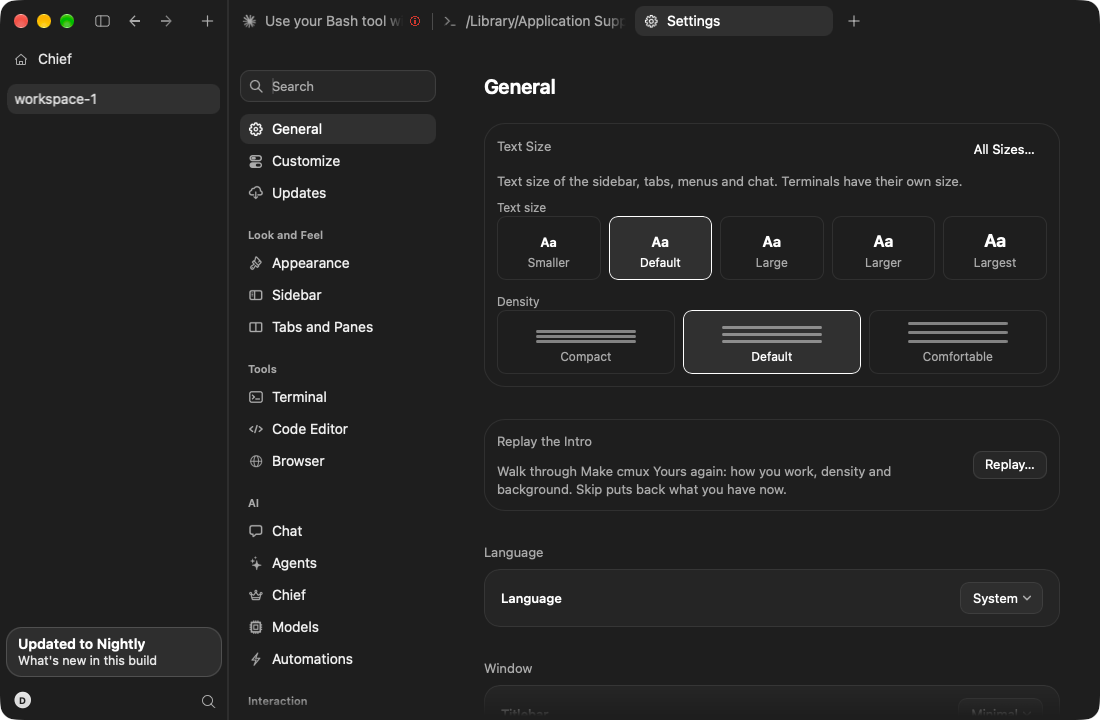 Use your Bash tool w
/Library/Application Supp
Settings
Chief
workspace-1
Updated to Nightly
What's new in this build
D
Search
General
Customize
Updates
Look and Feel
Appearance
Sidebar
Tabs and Panes
Tools
Terminal
Code Editor
Browser
AI
Chat
Agents
Chief
Models
Automations
Interaction
General
Text Size
All Sizes...
Text size of the sidebar, tabs, menus and chat. Terminals have their own size.
Text size
Aa Aa Aa Aa Aa
Smaller Default Large Larger Largest
Density
Compact Default Comfortable
Replay the Intro
Walk through Make cmux Yours again: how you work, density and
background. Skip puts back what you have now.
Replay...
Language
Language System
Window
Titlebar Minimal